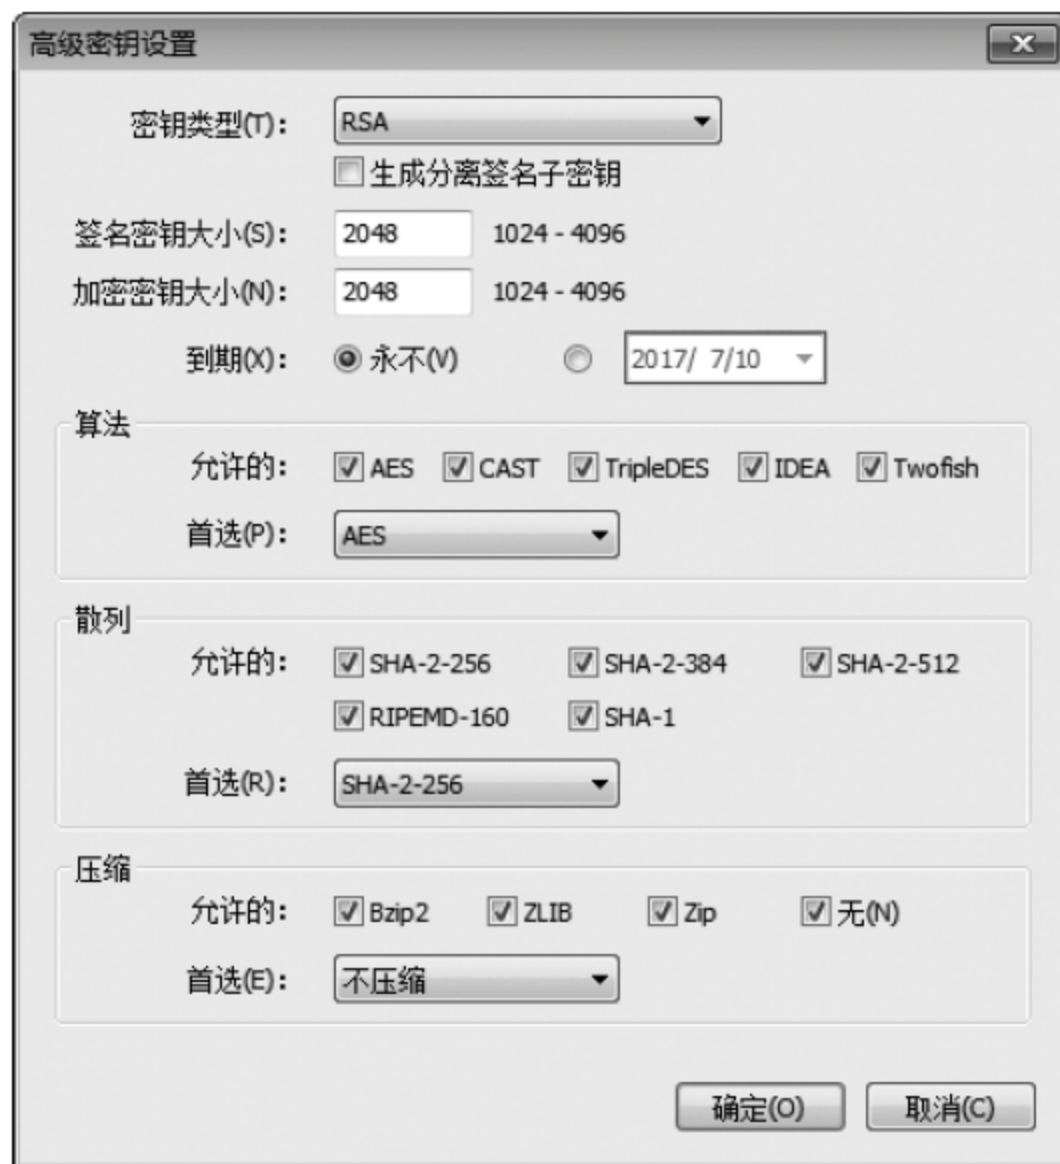 高级密钥设置
密钥类型(T): RSA
生成分离签名子密钥
签名密钥大小(S): 2048 1024 - 4096
加密密钥大小(N): 2048 1024 - 4096
到期(X): 永不(V) 2017/ 7/10
算法
允许的: AES CAST TripleDES IDEA Twofish
首选(P): AES
散列
允许的: SHA-2-256 SHA-2-384 SHA-2-512
RIPEMD-160 SHA-1
首选(R): SHA-2-256
压缩
允许的: Bzip2 ZLIB Zip 无(N)
首选(E): 不压缩
确定(O) 取消(C)